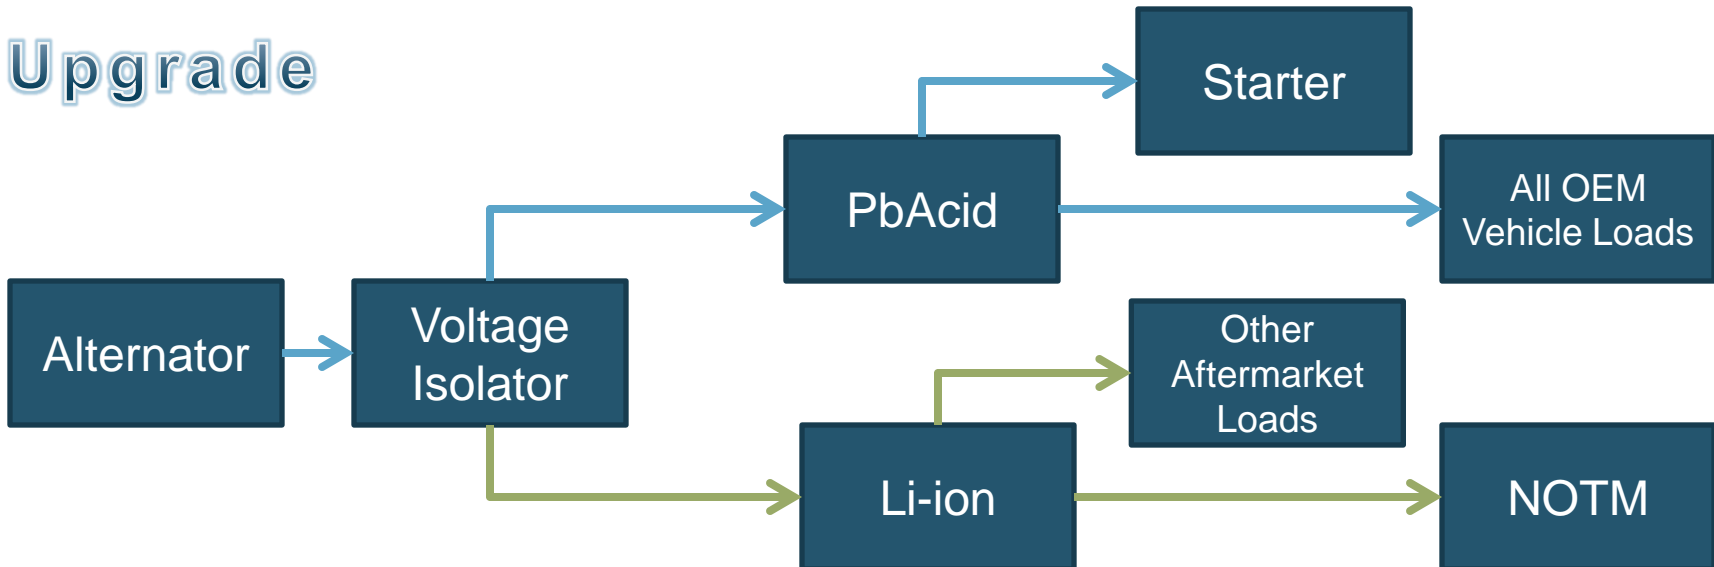 Upgrade
Starter
PbAcid
All OEM
Vehicle Loads
Alternator
Voltage
Isolator
Other
Aftermarket
Loads
Li-ion
NOTM